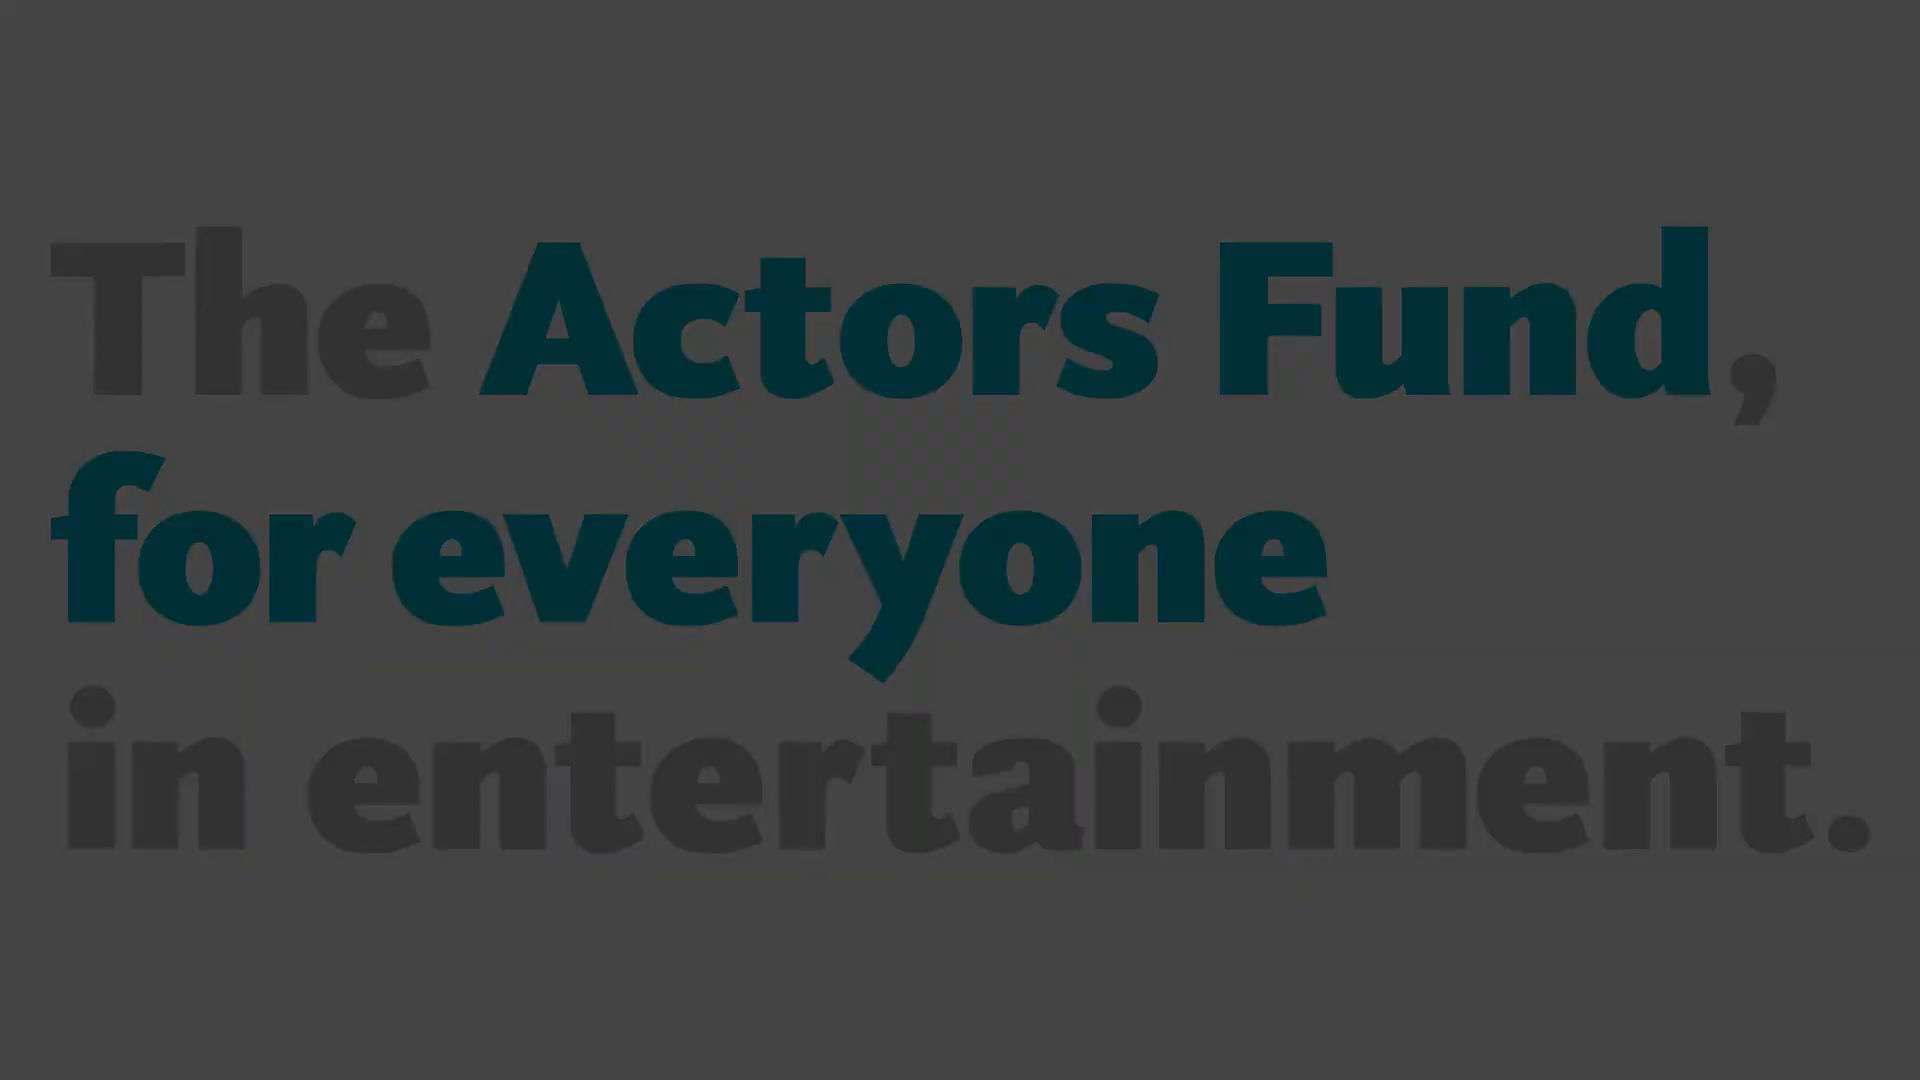 The Actors Fund,
for everyone
in entertainment.